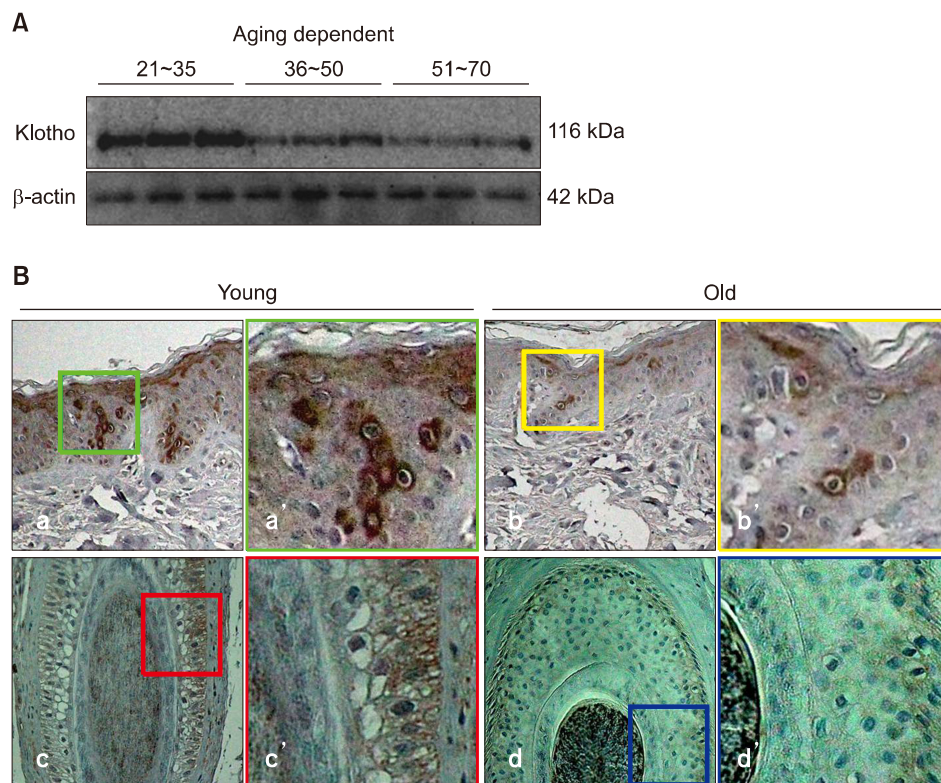 A
Aging dependent
21~35 36~50 51~70
Klotho 116 kDa
β-actin 42 kDa
B
Young Old
a a' b b'
c c' d d'